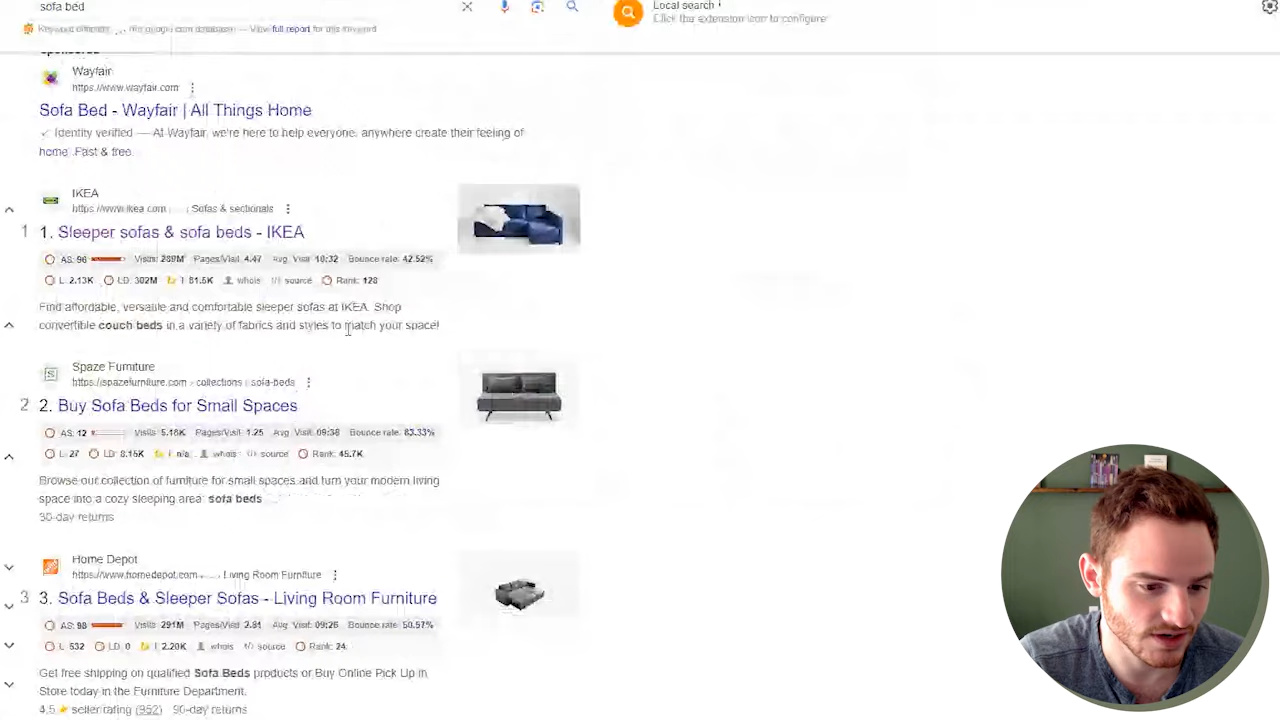 sofa bed
Local search
Click the extension icon to configure
View full report for this keyword
Wayfair
https://www.wayfair.com
Sofa Bed - Wayfair | All Things Home
✓ Identity verified — At Wayfair, we're here to help everyone, anywhere create their feeling of
home. Fast & free.
IKEA
https://www.ikea.com Sofas & sectionals
1 1. Sleeper sofas & sofa beds - IKEA
AS: 96 Visits: 289M Pages/Visit: 4.47 Avg. Visit: 10:32 Bounce rate: 42.52%
L: 2.13K LD: 302M I: 81.5K whois source Rank: 128
Find affordable, versatile and comfortable sleeper sofas at IKEA. Shop
convertible couch beds in a variety of fabrics and styles to match your space!
Spaze Furniture
https://spazefurniture.com › collections › sofa-beds
2 2. Buy Sofa Beds for Small Spaces
AS: 12 Visits: 5.16K Pages/Visit: 1.25 Avg. Visit: 09:38 Bounce rate: 83.33%
L: 27 LD: 8.15K I: n/a whois source Rank: 45.7K
Browse our collection of furniture for small spaces and turn your modern living
space into a cozy sleeping area. sofa beds
30-day returns
Home Depot
https://www.homedepot.com Living Room Furniture
3 3. Sofa Beds & Sleeper Sofas - Living Room Furniture
AS: 98 Visits: 291M Pages/Visit: 2.81 Avg. Visit: 09:26 Bounce rate: 50.57%
L: 532 LD: 0 I: 2.20K whois source Rank: 24
Get free shipping on qualified Sofa Beds products or Buy Online Pick Up in
Store today in the Furniture Department.
4.5 seller rating (952) 90-day returns